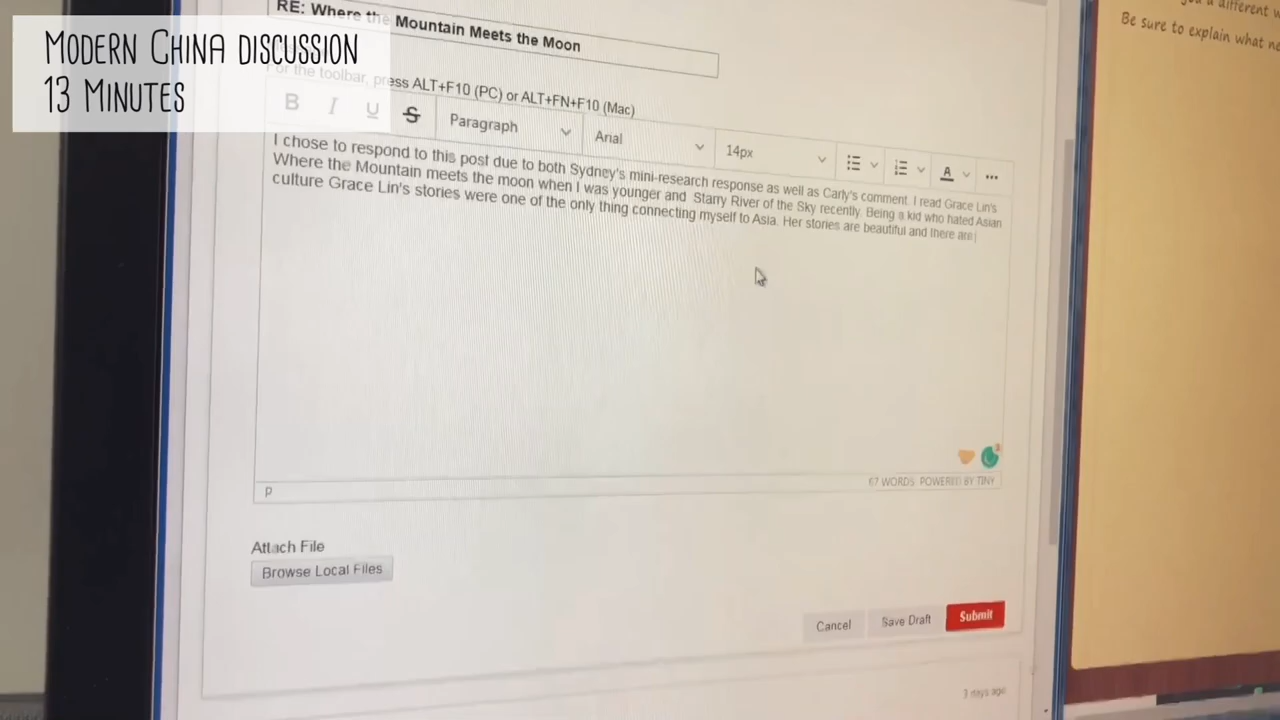 MODERN CHINA DISCUSSION
13 MINUTES
RE: Where the Mountain Meets the Moon
For the toolbar, press ALT+F10 (PC) or ALT+FN+F10 (Mac)
B I U S Paragraph Arial 14px A ...
I chose to respond to this post due to both Sydney's mini-research response as well as Carly's comment. I read Grace Lin's
Where the Mountain meets the moon when I was younger and Starry River of the Sky recently. Being a kid who hated Asian
culture Grace Lin's stories were one of the only thing connecting myself to Asia. Her stories are beautiful and there are
P
67 WORDS POWERED BY TINY
Attach File
Browse Local Files
Cancel Save Draft Submit
3 days ago
different
Be sure to explain what